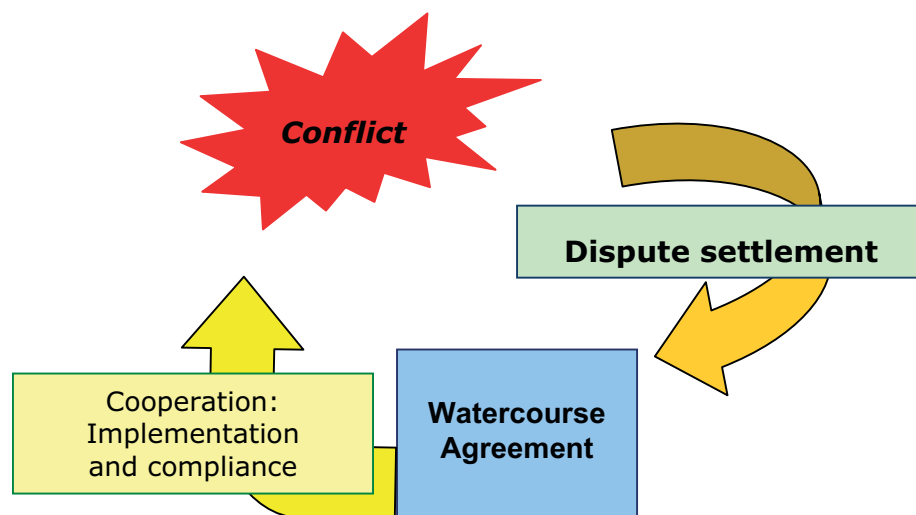 Conflict
Dispute settlement
Watercourse
Agreement
Cooperation:
Implementation
and compliance